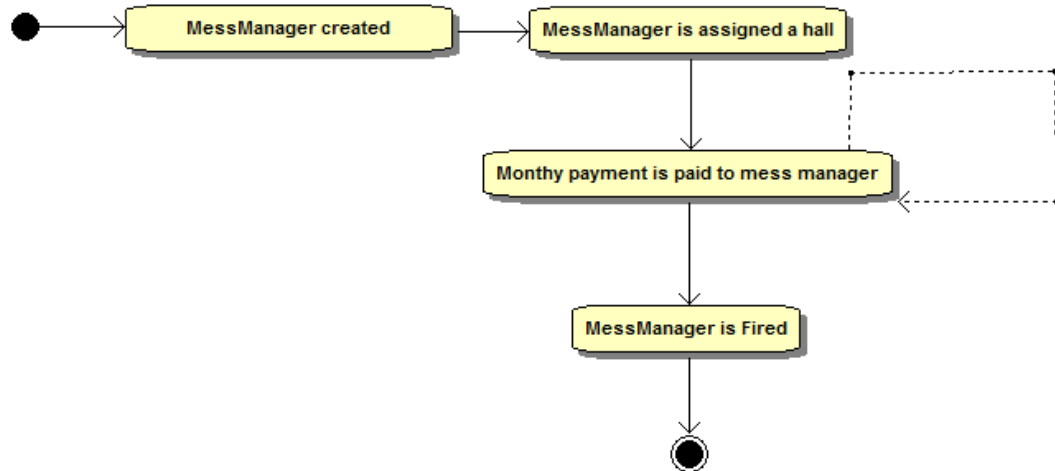 MessManager created
MessManager is assigned a hall
Monthy payment is paid to mess manager
MessManager is Fired